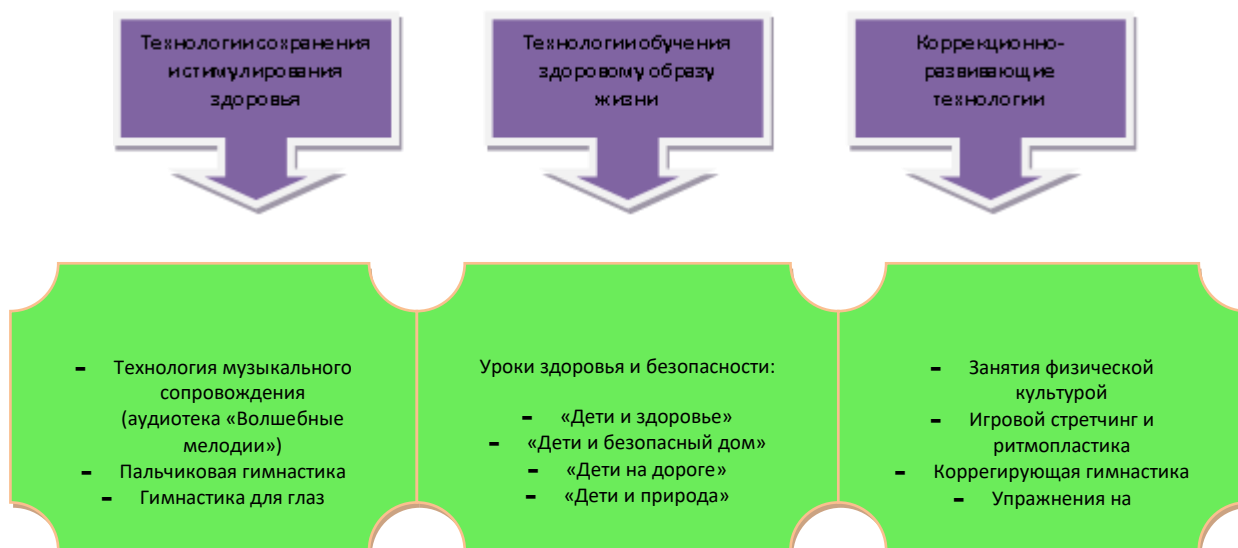 Технологии сохранения
и стимулирования
здоровья
Технологии обучения
здоровому образу
жизни
Коррекционно-
развивающие
технологии
- Технология музыкального
сопровождения
(аудиотека «Волшебные
мелодии»)
- Пальчиковая гимнастика
- Гимнастика для глаз
Уроки здоровья и безопасности:
- «Дети и здоровье»
- «Дети и безопасный дом»
- «Дети на дороге»
- «Дети и природа»
- Занятия физической
культурой
- Игровой стретчинг и
ритмопластика
- Коррегирующая гимнастика
- Упражнения на